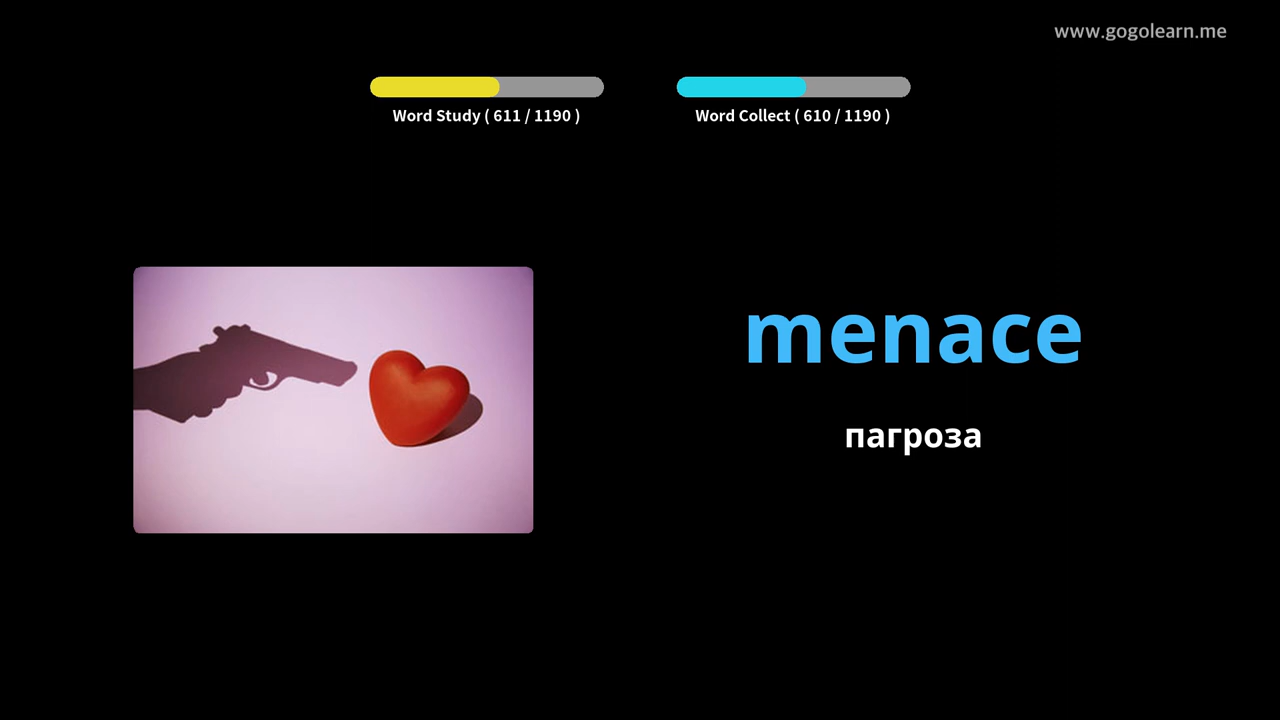 www.gogolearn.me
Word Study ( 611 / 1190 )
Word Collect ( 610 / 1190 )
menace
пагроза